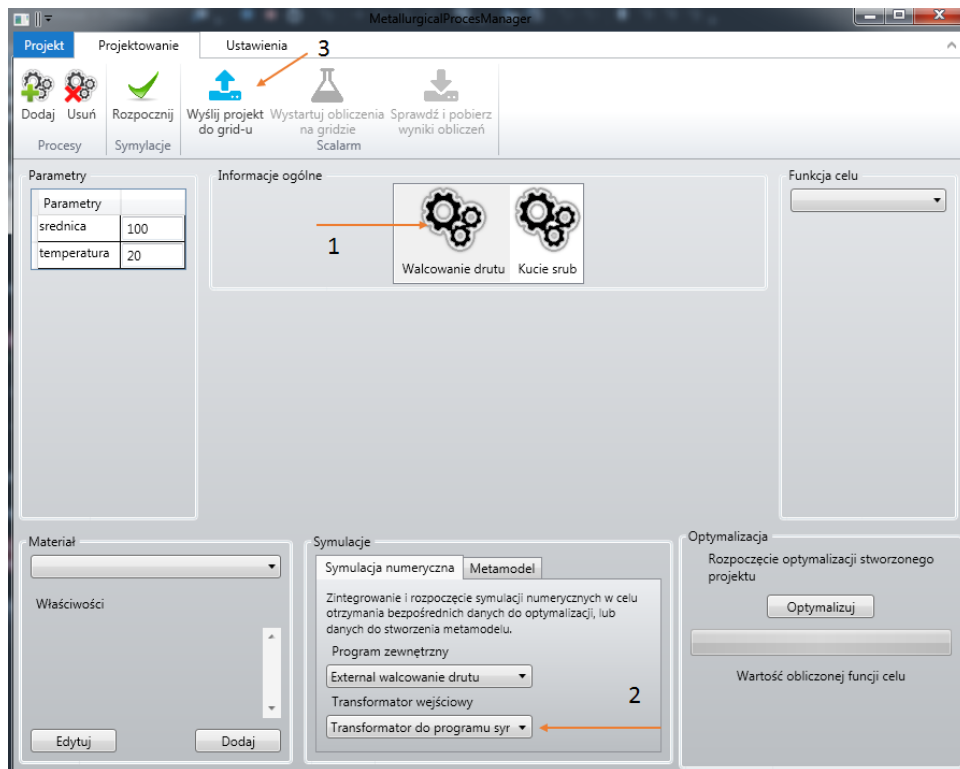 MetallurgicalProcesManager
Projekt Projektowanie Ustawienia 3
Dodaj Usuń Rozpocznij Wyślij projekt Wystartuj obliczenia Sprawdź i pobierz
do grid-u na gridzie wyniki obliczeń
Procesy Symylacje Scalarm
Parametry Informacje ogólne Funkcja celu
Parametry
srednica 100
temperatura 20
1
Walcowanie drutu Kucie srub
Materiał
Właściwości
Edytuj Dodaj
Symulacje
Symulacja numeryczna Metamodel
Zintegrowanie i rozpoczęcie symulacji numerycznych w celu
otrzymania bezpośrednich danych do optymalizacji, lub
danych do stworzenia metamodelu.
Program zewnętrzny
External walcowanie drutu
Transformator wejściowy
2
Transformator do programu syr
Optymalizacja
Rozpoczęcie optymalizacji stworzonego
projektu
Optymalizuj
Wartość obliczonej funcji celu